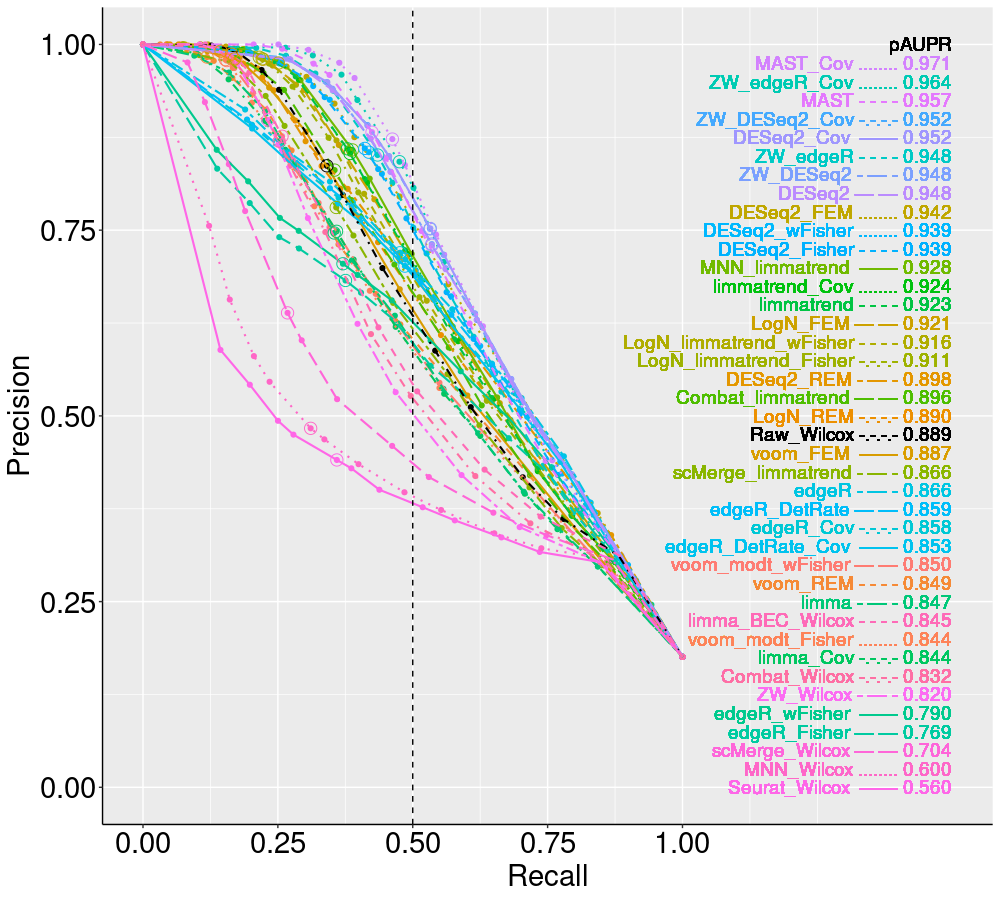 pAUPR
1.00
MAST_Cov 0.971
ZW_edgeR_Cov 0.964
MAST 0.957
ZW_DESeq2_Cov 0.952
DESeq2_Cov 0.952
ZW_edgeR 0.948
ZW_DESeq2 0.948
DESeq2 0.948
DESeq2_FEM 0.942
0.75
DESeq2_wFisher 0.939
DESeq2_Fisher 0.939
MNN_limmatrend 0.928
limmatrend_Cov 0.924
limmatrend 0.923
LogN_FEM 0.921
LogN_limmatrend_wFisher 0.916
LogN_limmatrend_Fisher 0.911
DESeq2_REM 0.898
Combat_limmatrend 0.896
0.50
LogN_REM 0.890
Raw_Wilcox 0.889
voom_FEM 0.887
scMerge_limmatrend 0.866
edgeR 0.866
edgeR_DetRate 0.859
edgeR_Cov 0.858
edgeR_DetRate_Cov 0.853
voom_modt_wFisher 0.850
voom_REM 0.849
0.25
limma 0.847
limma_BEC_Wilcox 0.845
voom_modt_Fisher 0.844
limma_Cov 0.844
Combat_Wilcox 0.832
ZW_Wilcox 0.820
edgeR_wFisher 0.790
edgeR_Fisher 0.769
scMerge_Wilcox 0.704
MNN_Wilcox 0.600
0.00
Seurat_Wilcox 0.560
Precision
0.00 0.25 0.50 0.75 1.00
Recall